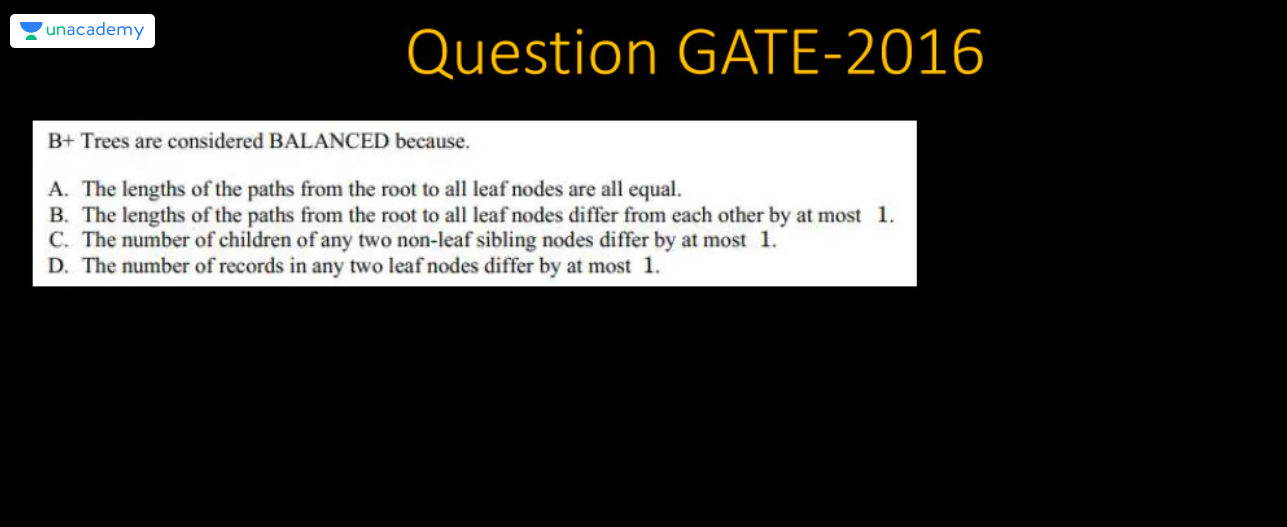 unacademy
Question GATE-2016
B+ Trees are considered BALANCED because.
A. The lengths of the paths from the root to all leaf nodes are all equal.
B. The lengths of the paths from the root to all leaf nodes differ from each other by at most 1.
C. The number of children of any two non-leaf sibling nodes differ by at most 1.
D. The number of records in any two leaf nodes differ by at most 1.